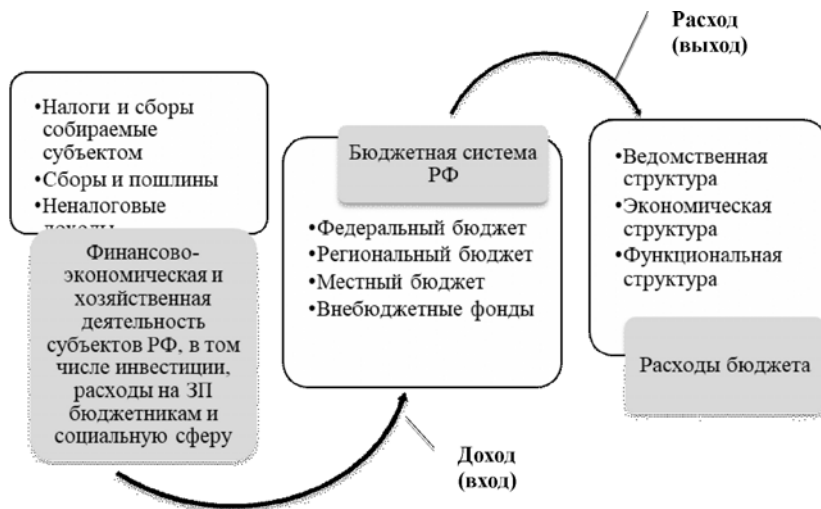 •Налоги и сборы
собираемые
субъектом
•Сборы и пошлины
•Неналоговые
доходы
Финансово-
экономическая и
хозяйственная
деятельность
субъектов РФ, в том
числе инвестиции,
расходы на ЗП
бюджетникам и
социальную сферу
Бюджетная система
РФ
•Федеральный бюджет
•Региональный бюджет
•Местный бюджет
•Внебюджетные фонды
Доход
(вход)
Расход
(выход)
•Ведомственная
структура
•Экономическая
структура
•Функциональная
структура
Расходы бюджета